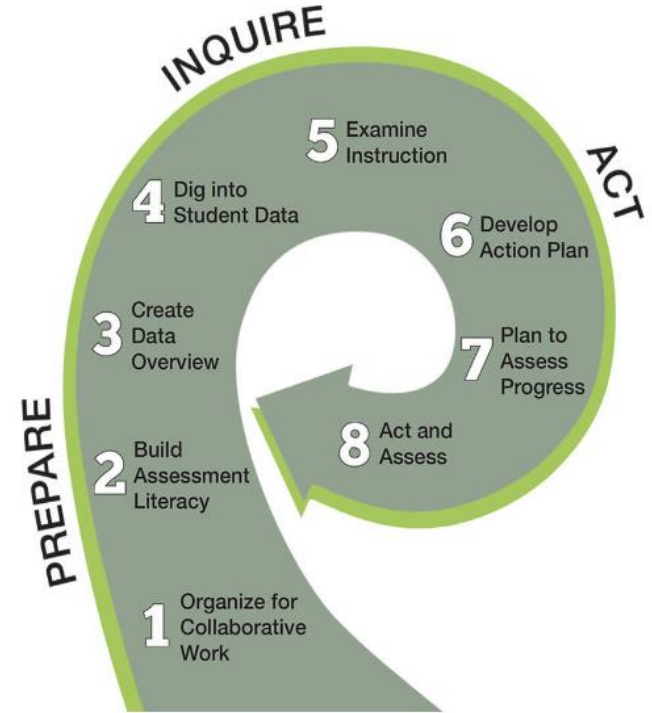 PREPARE
1 Organize for
Collaborative
Work
2 Build
Assessment
Literacy
INQUIRE
3 Create
Data
Overview
4 Dig into
Student Data
5 Examine
Instruction
ACT
6 Develop
Action Plan
7 Plan to
Assess
Progress
8 Act and
Assess